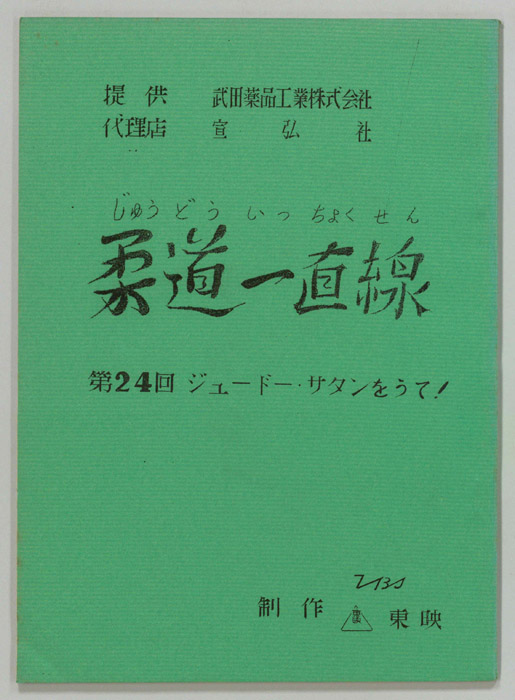 提供 武田薬品工業株式会社
代理店 宣弘社
じゅうどういっちょくせん
柔道一直線
第24回 ジュードー・サタンをうて!
TBS
制作 東映